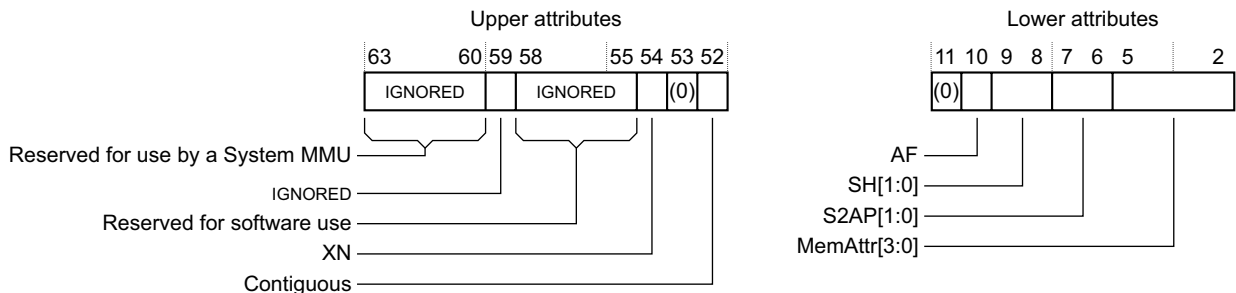 Upper attributes
63 60 59 58 55 54 53 52
IGNORED IGNORED (0)
Reserved for use by a System MMU
IGNORED
Reserved for software use
XN
Contiguous
Lower attributes
11 10 9 8 7 6 5 2
(0)
AF
SH[1:0]
S2AP[1:0]
MemAttr[3:0]